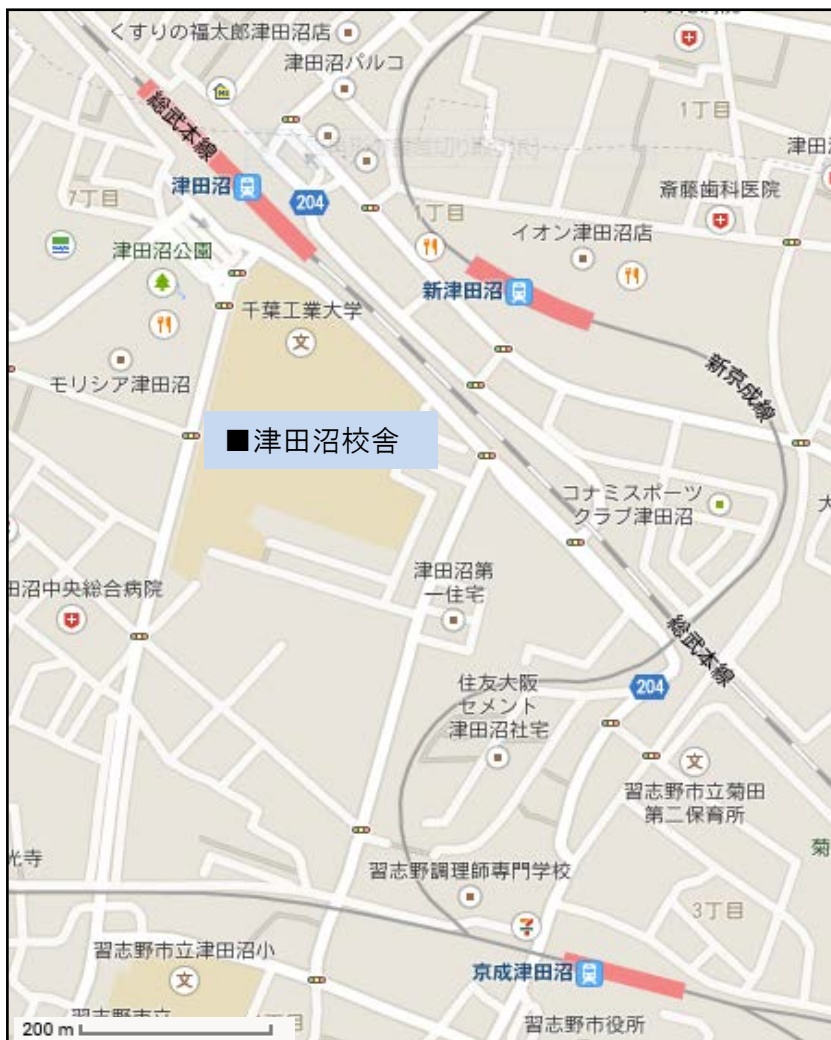 くすりの福太郎津田沼店
津田沼パルコ
1丁目
総武本線
津田沼
204
7丁目
1丁目
斎藤歯科医院
イオン津田沼店
津田沼公園
新津田沼
千葉工業大学
文
モリシア津田沼
新京成線
■津田沼校舎
コナミスポーツ
クラブ津田沼
津田沼第
一住宅
田沼中央総合病院
総武本線
住友大阪
セメント
津田沼社宅
204
文
習志野市立菊田
第二保育所
菊
光寺
習志野調理師専門学校
3丁目
習志野市立津田沼小
文
京成津田沼
200 m
習志野市役所